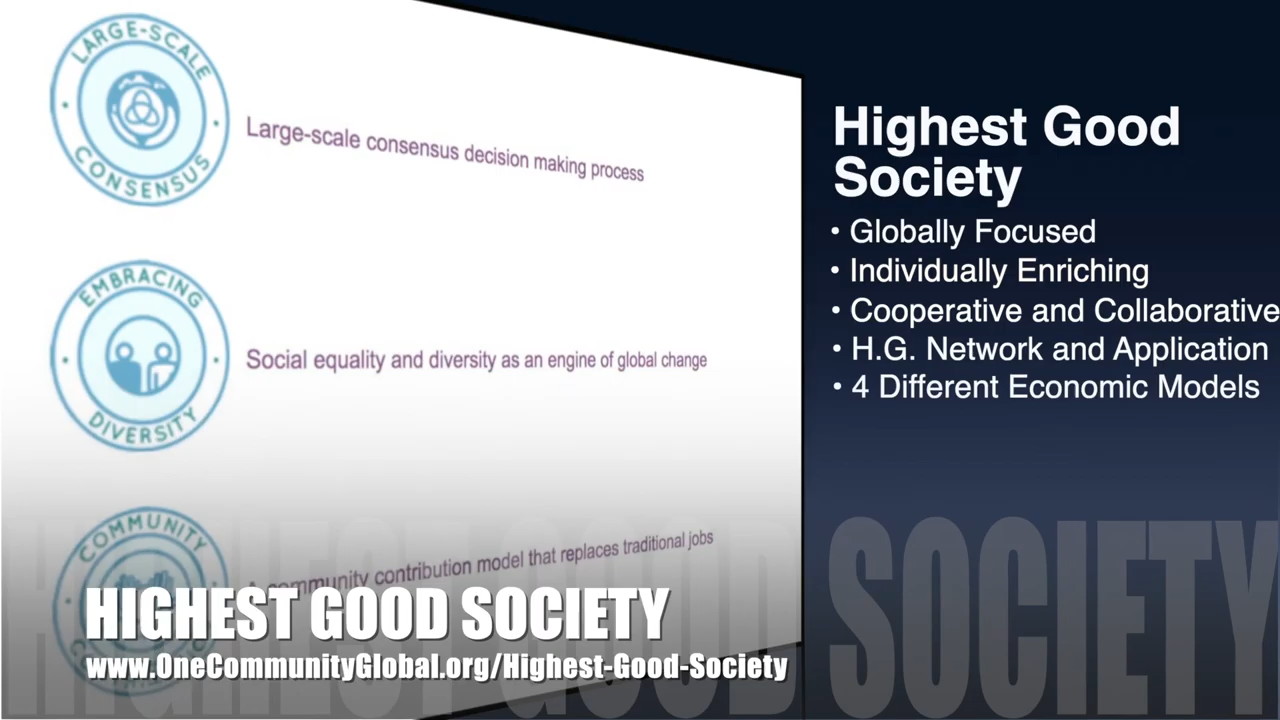 LARGE-SCALE
CONSENSUS
Large-scale consensus decision making process
EMBRACING
DIVERSITY
Social equality and diversity as an engine of global change
COMMUNITY
community contribution model that replaces traditional jobs
Highest Good
Society
• Globally Focused
• Individually Enriching
• Cooperative and Collaborative
• H.G. Network and Application
• 4 Different Economic Models
HIGHEST GOOD SOCIETY
HIGHEST GOOD SOCIETY
www.OneCommunityGlobal.org/Highest-Good-Society